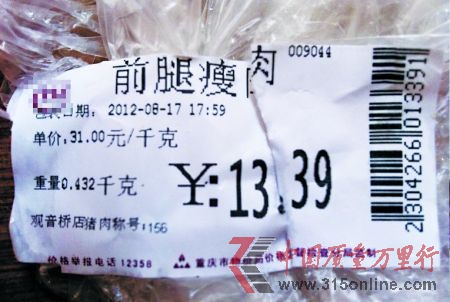 前腿瘦肉
009044
包装日期: 2012-08-17 17:59
单价:31.00元/千克
重量0.432千克
¥:13.39
观音桥店猪肉称号:156
价格举报电话12358
2304266013391
中国质量万里行
www.315online.com